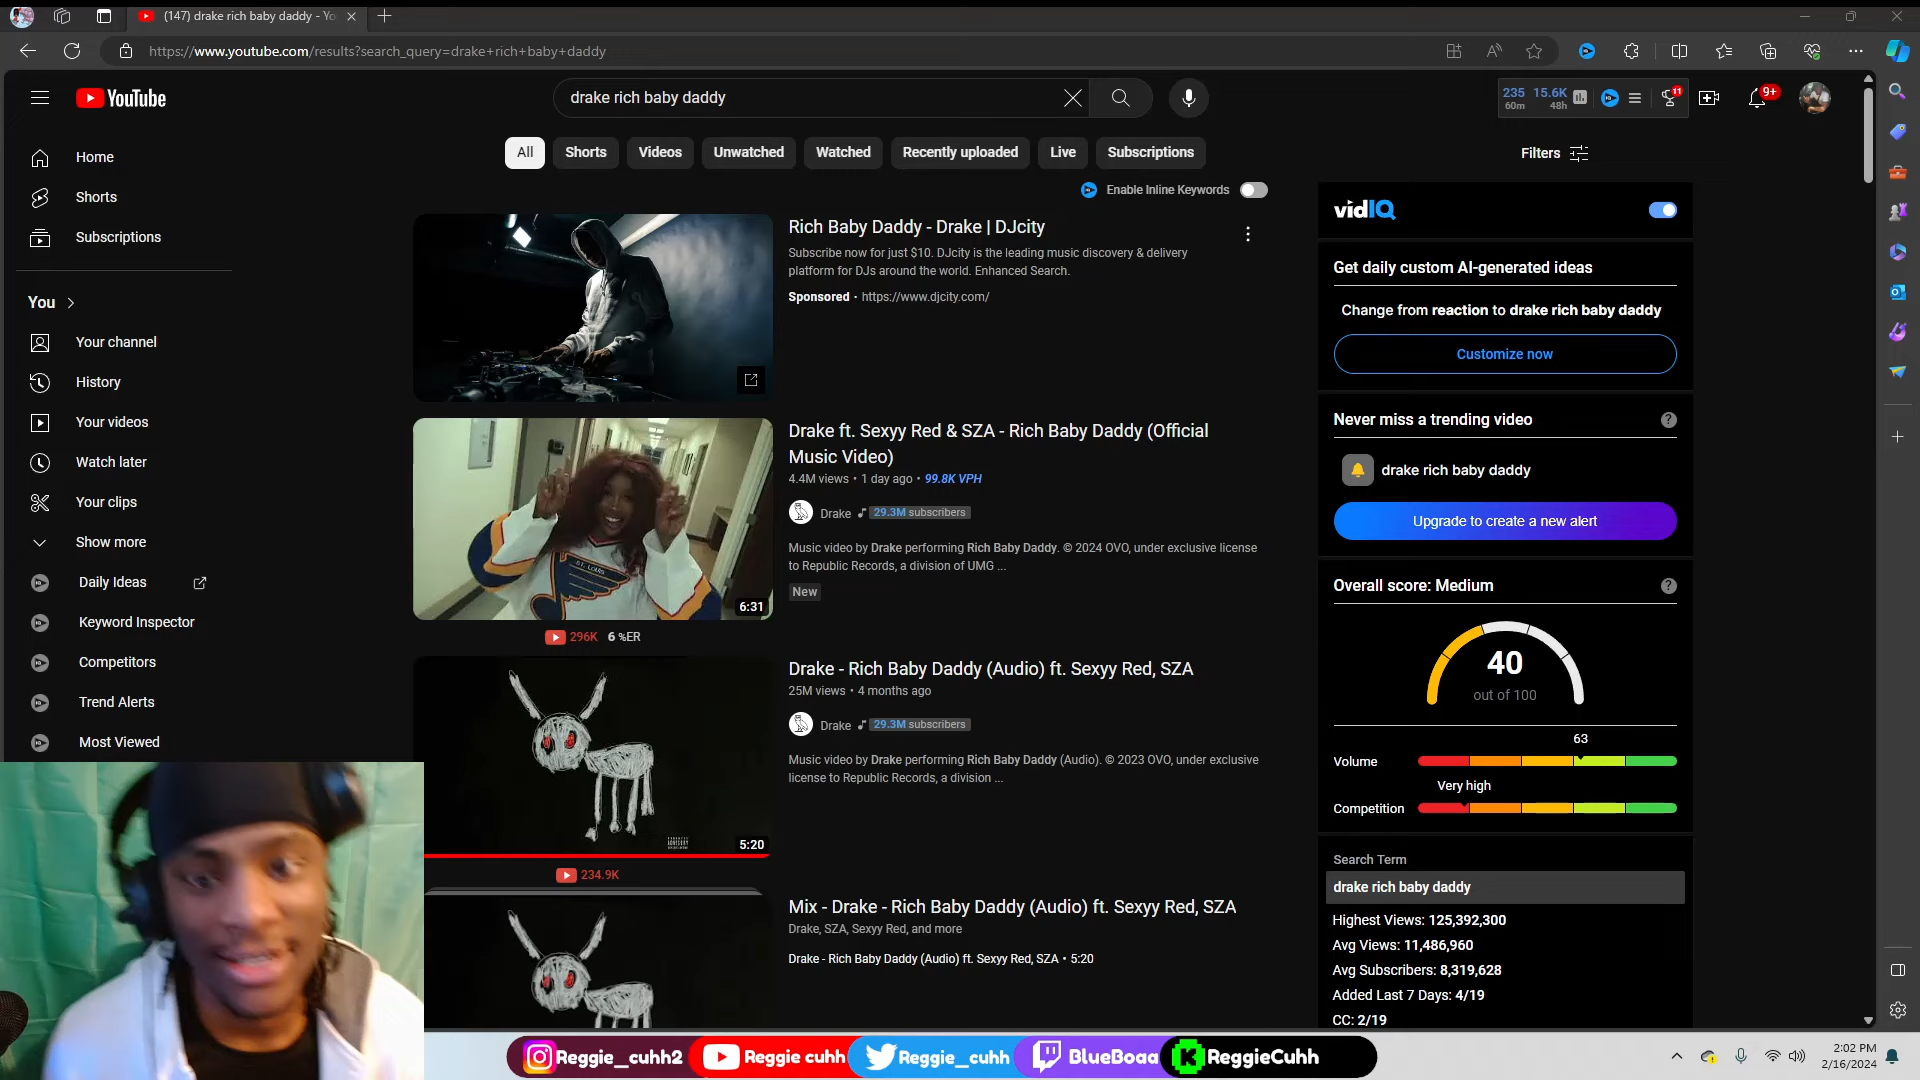 (147) drake rich baby daddy - Yo
https://www.youtube.com/results?search_query=drake+rich+baby+daddy
YouTube
drake rich baby daddy
235 15.6K
60m 48h
11
9+
All
Shorts
Videos
Unwatched
Watched
Recently uploaded
Live
Subscriptions
Filters
Home
Shorts
Subscriptions
You
Your channel
History
Your videos
Watch later
Your clips
Show more
Daily Ideas
Keyword Inspector
Competitors
Trend Alerts
Most Viewed
Enable Inline Keywords
Rich Baby Daddy - Drake | DJcity
Subscribe now for just $10. DJcity is the leading music discovery & delivery
platform for DJs around the world. Enhanced Search.
Sponsored • https://www.djcity.com/
ST. LOUIS
6:31
296K 6 %ER
Drake ft. Sexyy Red & SZA - Rich Baby Daddy (Official
Music Video)
4.4M views • 1 day ago • 99.8K VPH
Drake 29.3M subscribers
Music video by Drake performing Rich Baby Daddy. © 2024 OVO, under exclusive license
to Republic Records, a division of UMG ...
New
5:20
234.9K
Drake - Rich Baby Daddy (Audio) ft. Sexyy Red, SZA
25M views • 4 months ago
Drake 29.3M subscribers
Music video by Drake performing Rich Baby Daddy (Audio). © 2023 OVO, under exclusive
license to Republic Records, a division ...
Mix - Drake - Rich Baby Daddy (Audio) ft. Sexyy Red, SZA
Drake, SZA, Sexyy Red, and more
Drake - Rich Baby Daddy (Audio) ft. Sexyy Red, SZA • 5:20
vidIQ
Get daily custom AI-generated ideas
Change from reaction to drake rich baby daddy
Customize now
Never miss a trending video
drake rich baby daddy
Upgrade to create a new alert
Overall score: Medium
40
out of 100
63
Volume
Very high
Competition
Search Term
drake rich baby daddy
Highest Views: 125,392,300
Avg Views: 11,486,960
Avg Subscribers: 8,319,628
Added Last 7 Days: 4/19
CC: 2/19
Reggie_cuhh2
Reggie cuhh
Reggie_cuhh
BlueBoaa
ReggieCuhh
2:02 PM
2/16/2024